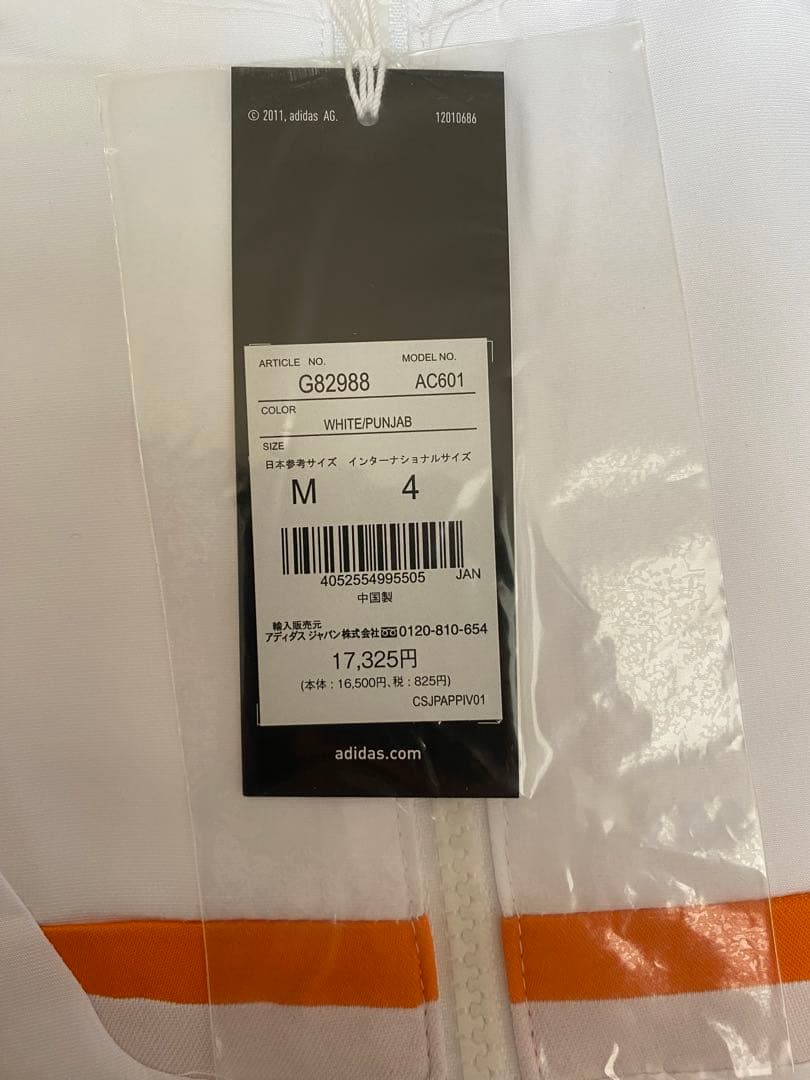 © 2011, adidas AG. 12010686
ARTICLE NO. MODEL NO.
G82988 AC601
COLOR
WHITE/PUNJAB
SIZE
日本参考サイズ インターナショナルサイズ
M 4
4052554995505 JAN
中国製
輸入販売元
アディダス ジャパン株式会社 0120-810-654
17,325円
(本体 : 16,500円、税 : 825円)
CSJPAPPIV01
adidas.com